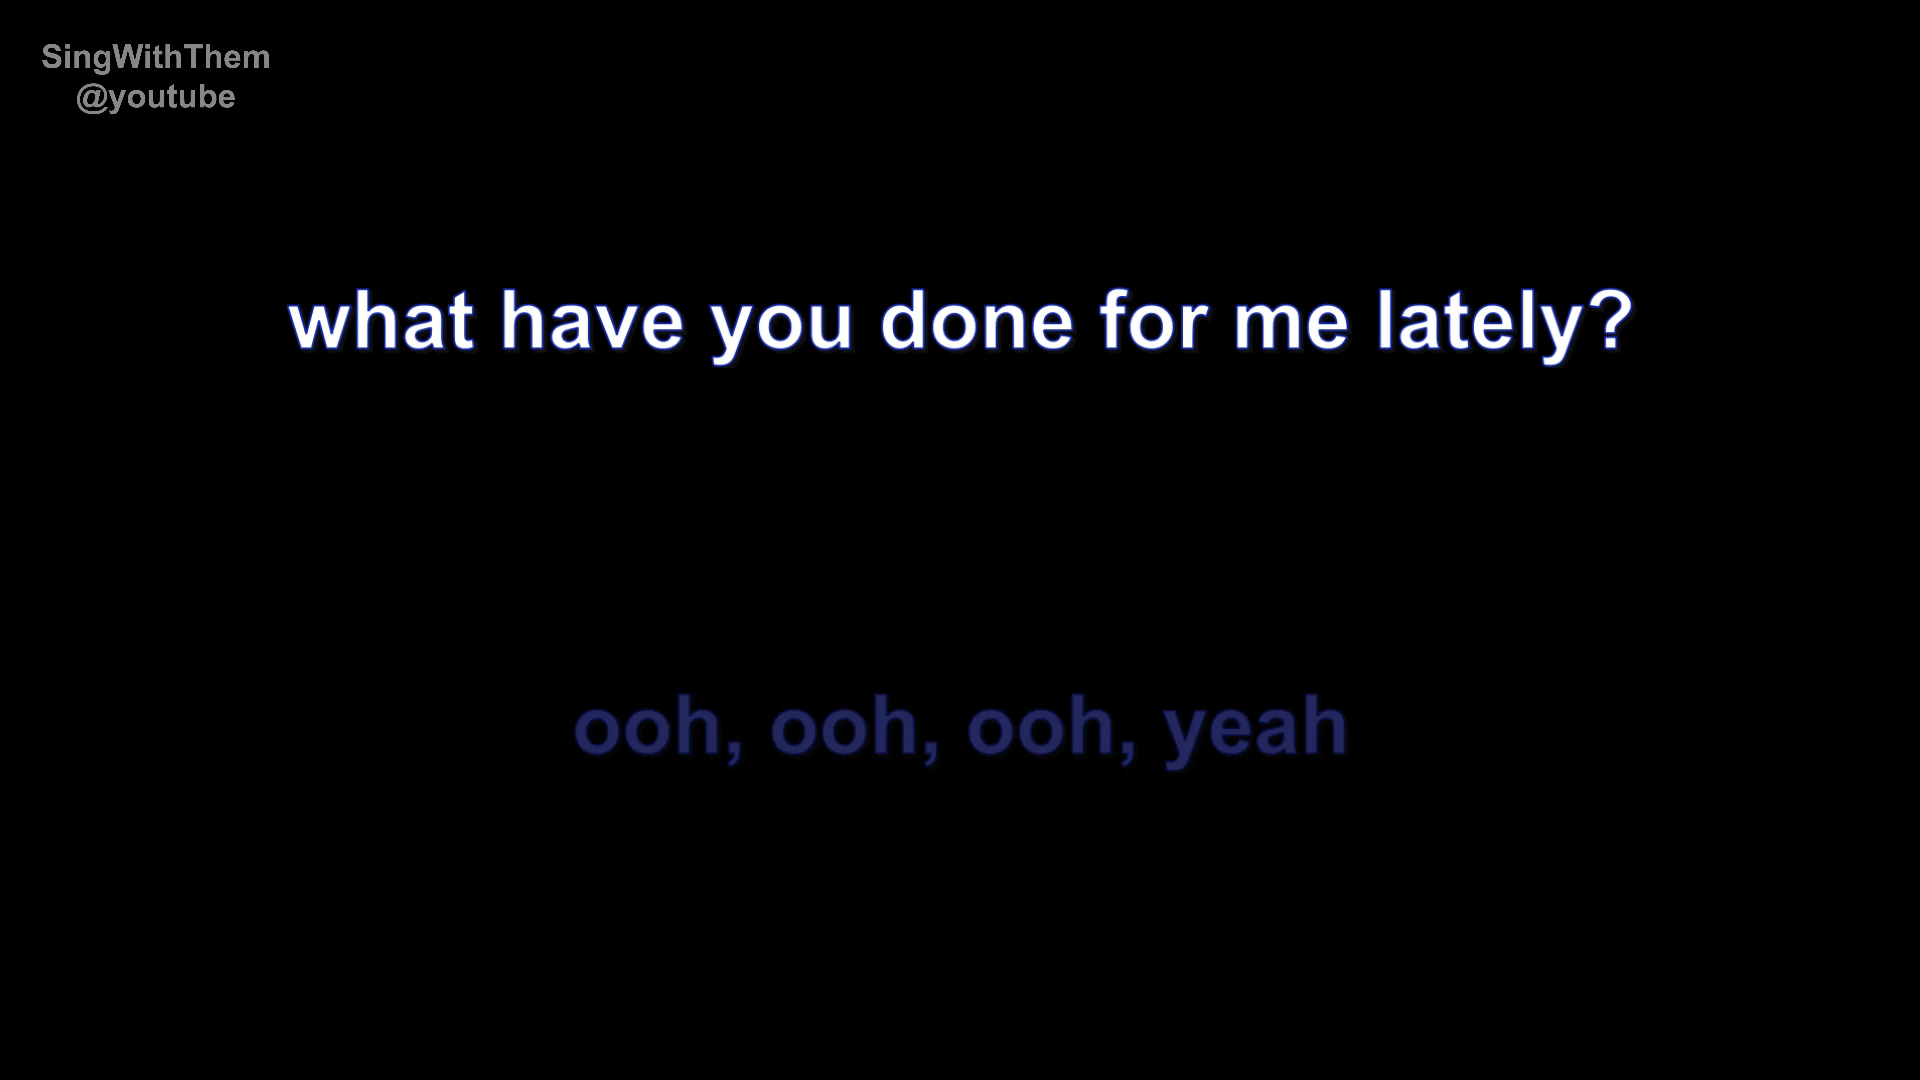 SingWithThem
@youtube
what have you done for me lately?
ooh, ooh, ooh, yeah